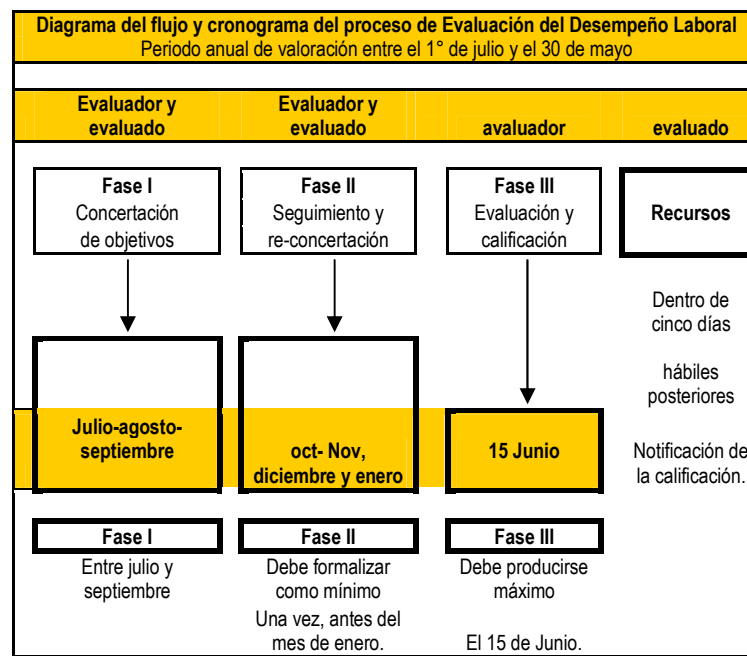 Diagrama del flujo y cronograma del proceso de Evaluación del Desempeño Laboral
Periodo anual de valoración entre el 1° de julio y el 30 de mayo
Evaluador y
evaluado
Evaluador y
evaluado
avaluador
evaluado
Fase I
Concertación
de objetivos
Fase II
Seguimiento y
re-concertación
Fase III
Evaluación y
calificación
Recursos
Dentro de
cinco días
hábiles
posteriores
Notificación de
la calificación.
Julio-agosto-
septiembre
oct- Nov,
diciembre y enero
15 Junio
Fase I
Entre julio y
septiembre
Fase II
Debe formalizar
como mínimo
Una vez, antes del
mes de enero.
Fase III
Debe producirse
máximo
El 15 de Junio.